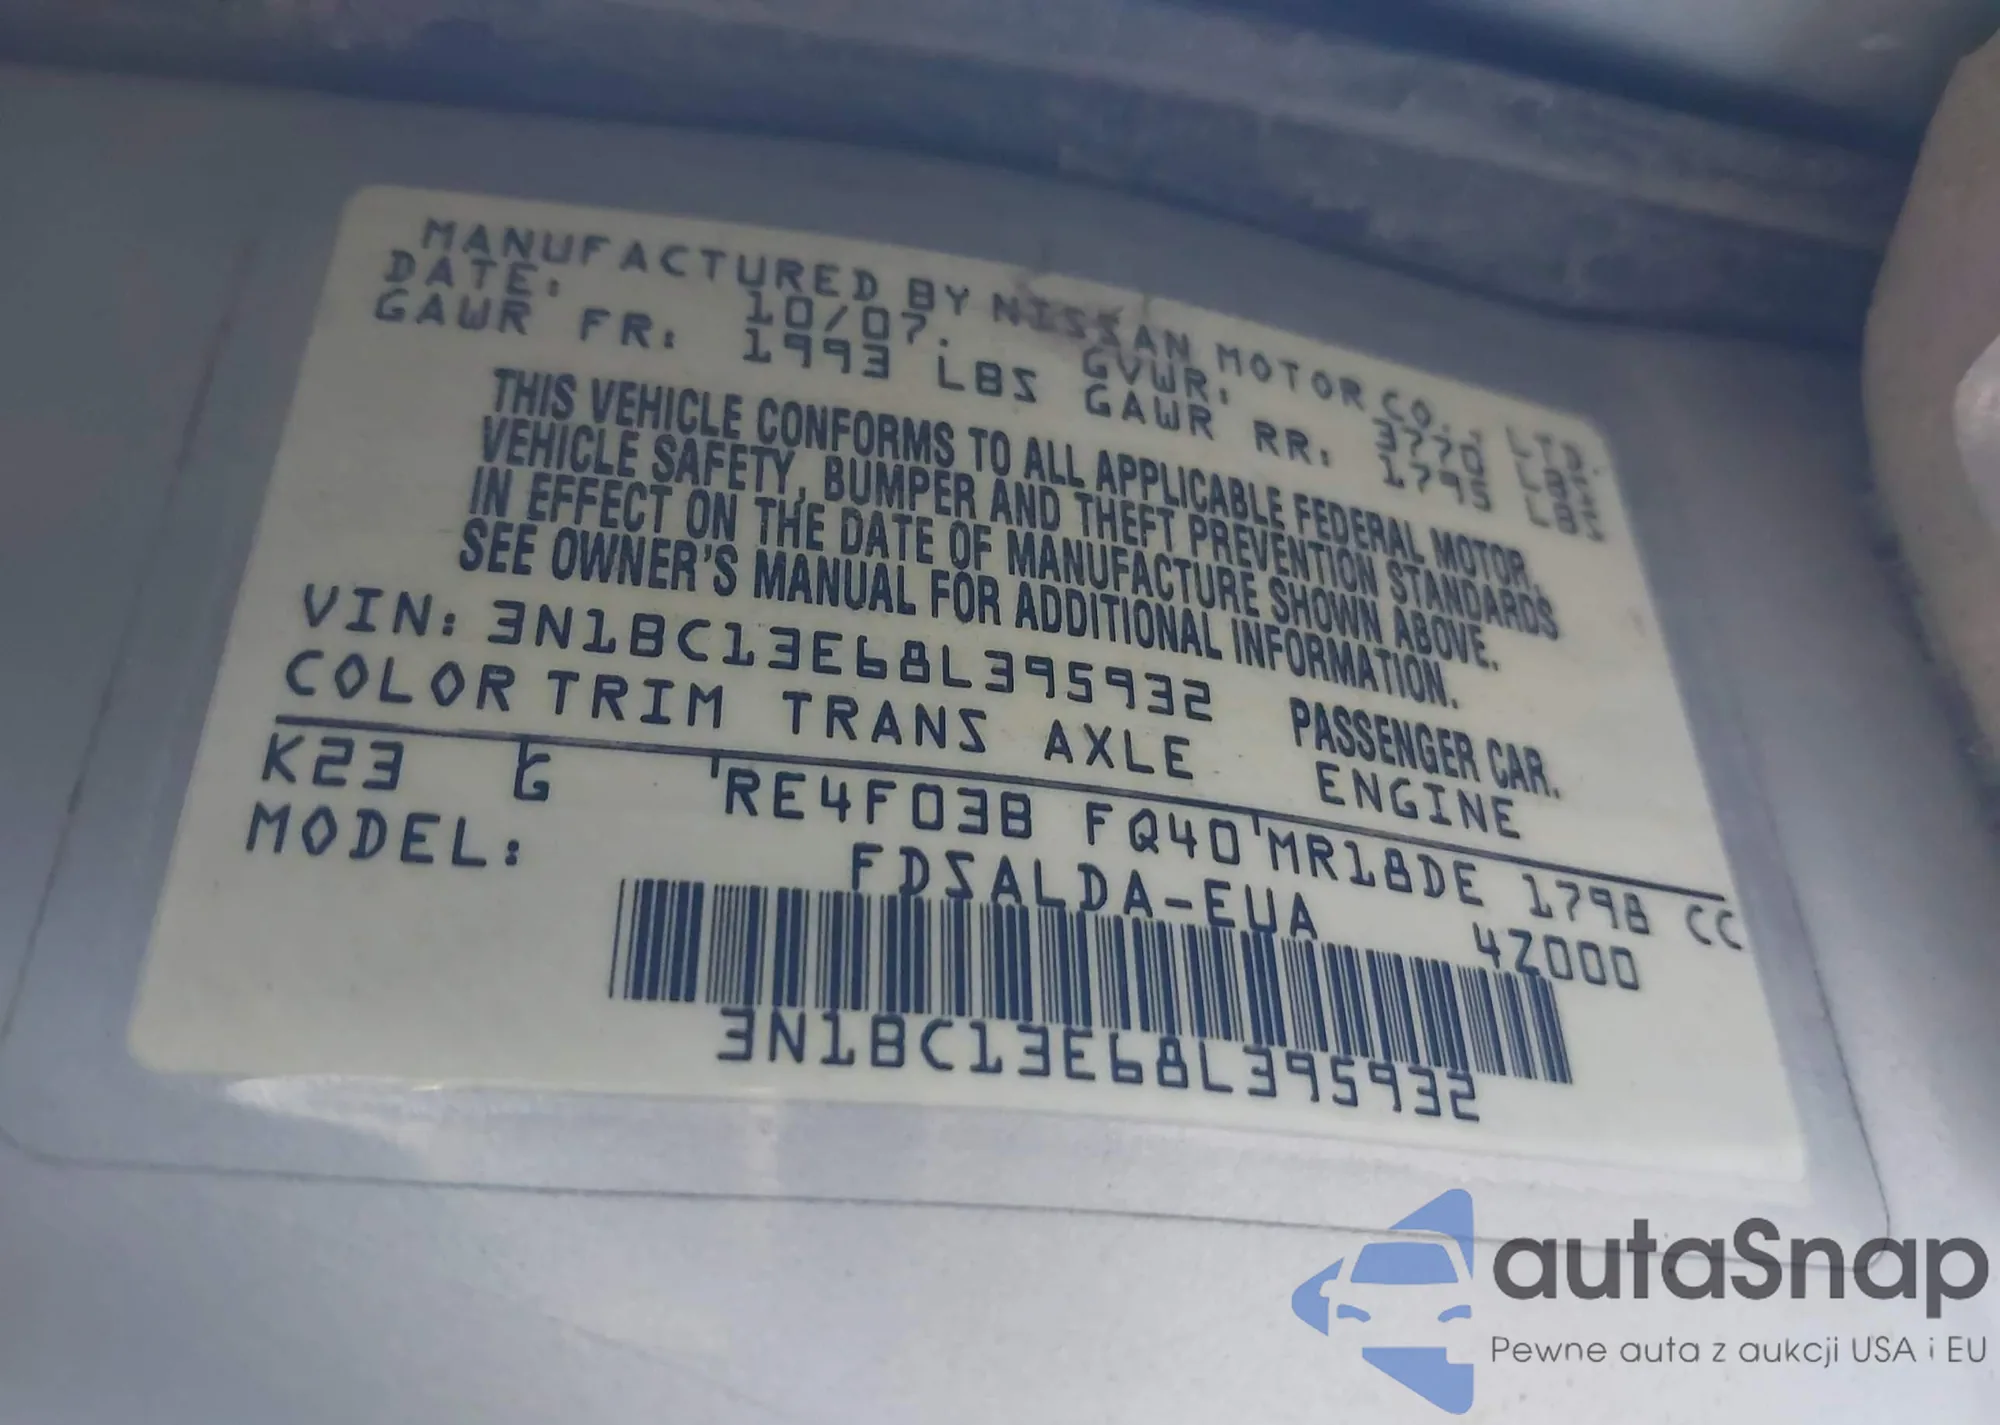 MANUFACTURED BY NISSAN MOTOR CO., LTD.
DATE: 10/07. GVWR: 3770 LBS
GAWR FR: 1993 LBS GAWR RR: 1795 LBS
THIS VEHICLE CONFORMS TO ALL APPLICABLE FEDERAL MOTOR
VEHICLE SAFETY, BUMPER AND THEFT PREVENTION STANDARDS
IN EFFECT ON THE DATE OF MANUFACTURE SHOWN ABOVE.
SEE OWNER'S MANUAL FOR ADDITIONAL INFORMATION.
VIN: 3N1BC13E68L395932 PASSENGER CAR.
COLOR TRIM TRANS AXLE ENGINE
K23 G RE4F03B FQ40 MR18DE 1798 CC
MODEL: FDSALDA-EUA 4Z000
3N1BC13E68L395932
autaSnap
Pewne auta z aukcji USA i EU